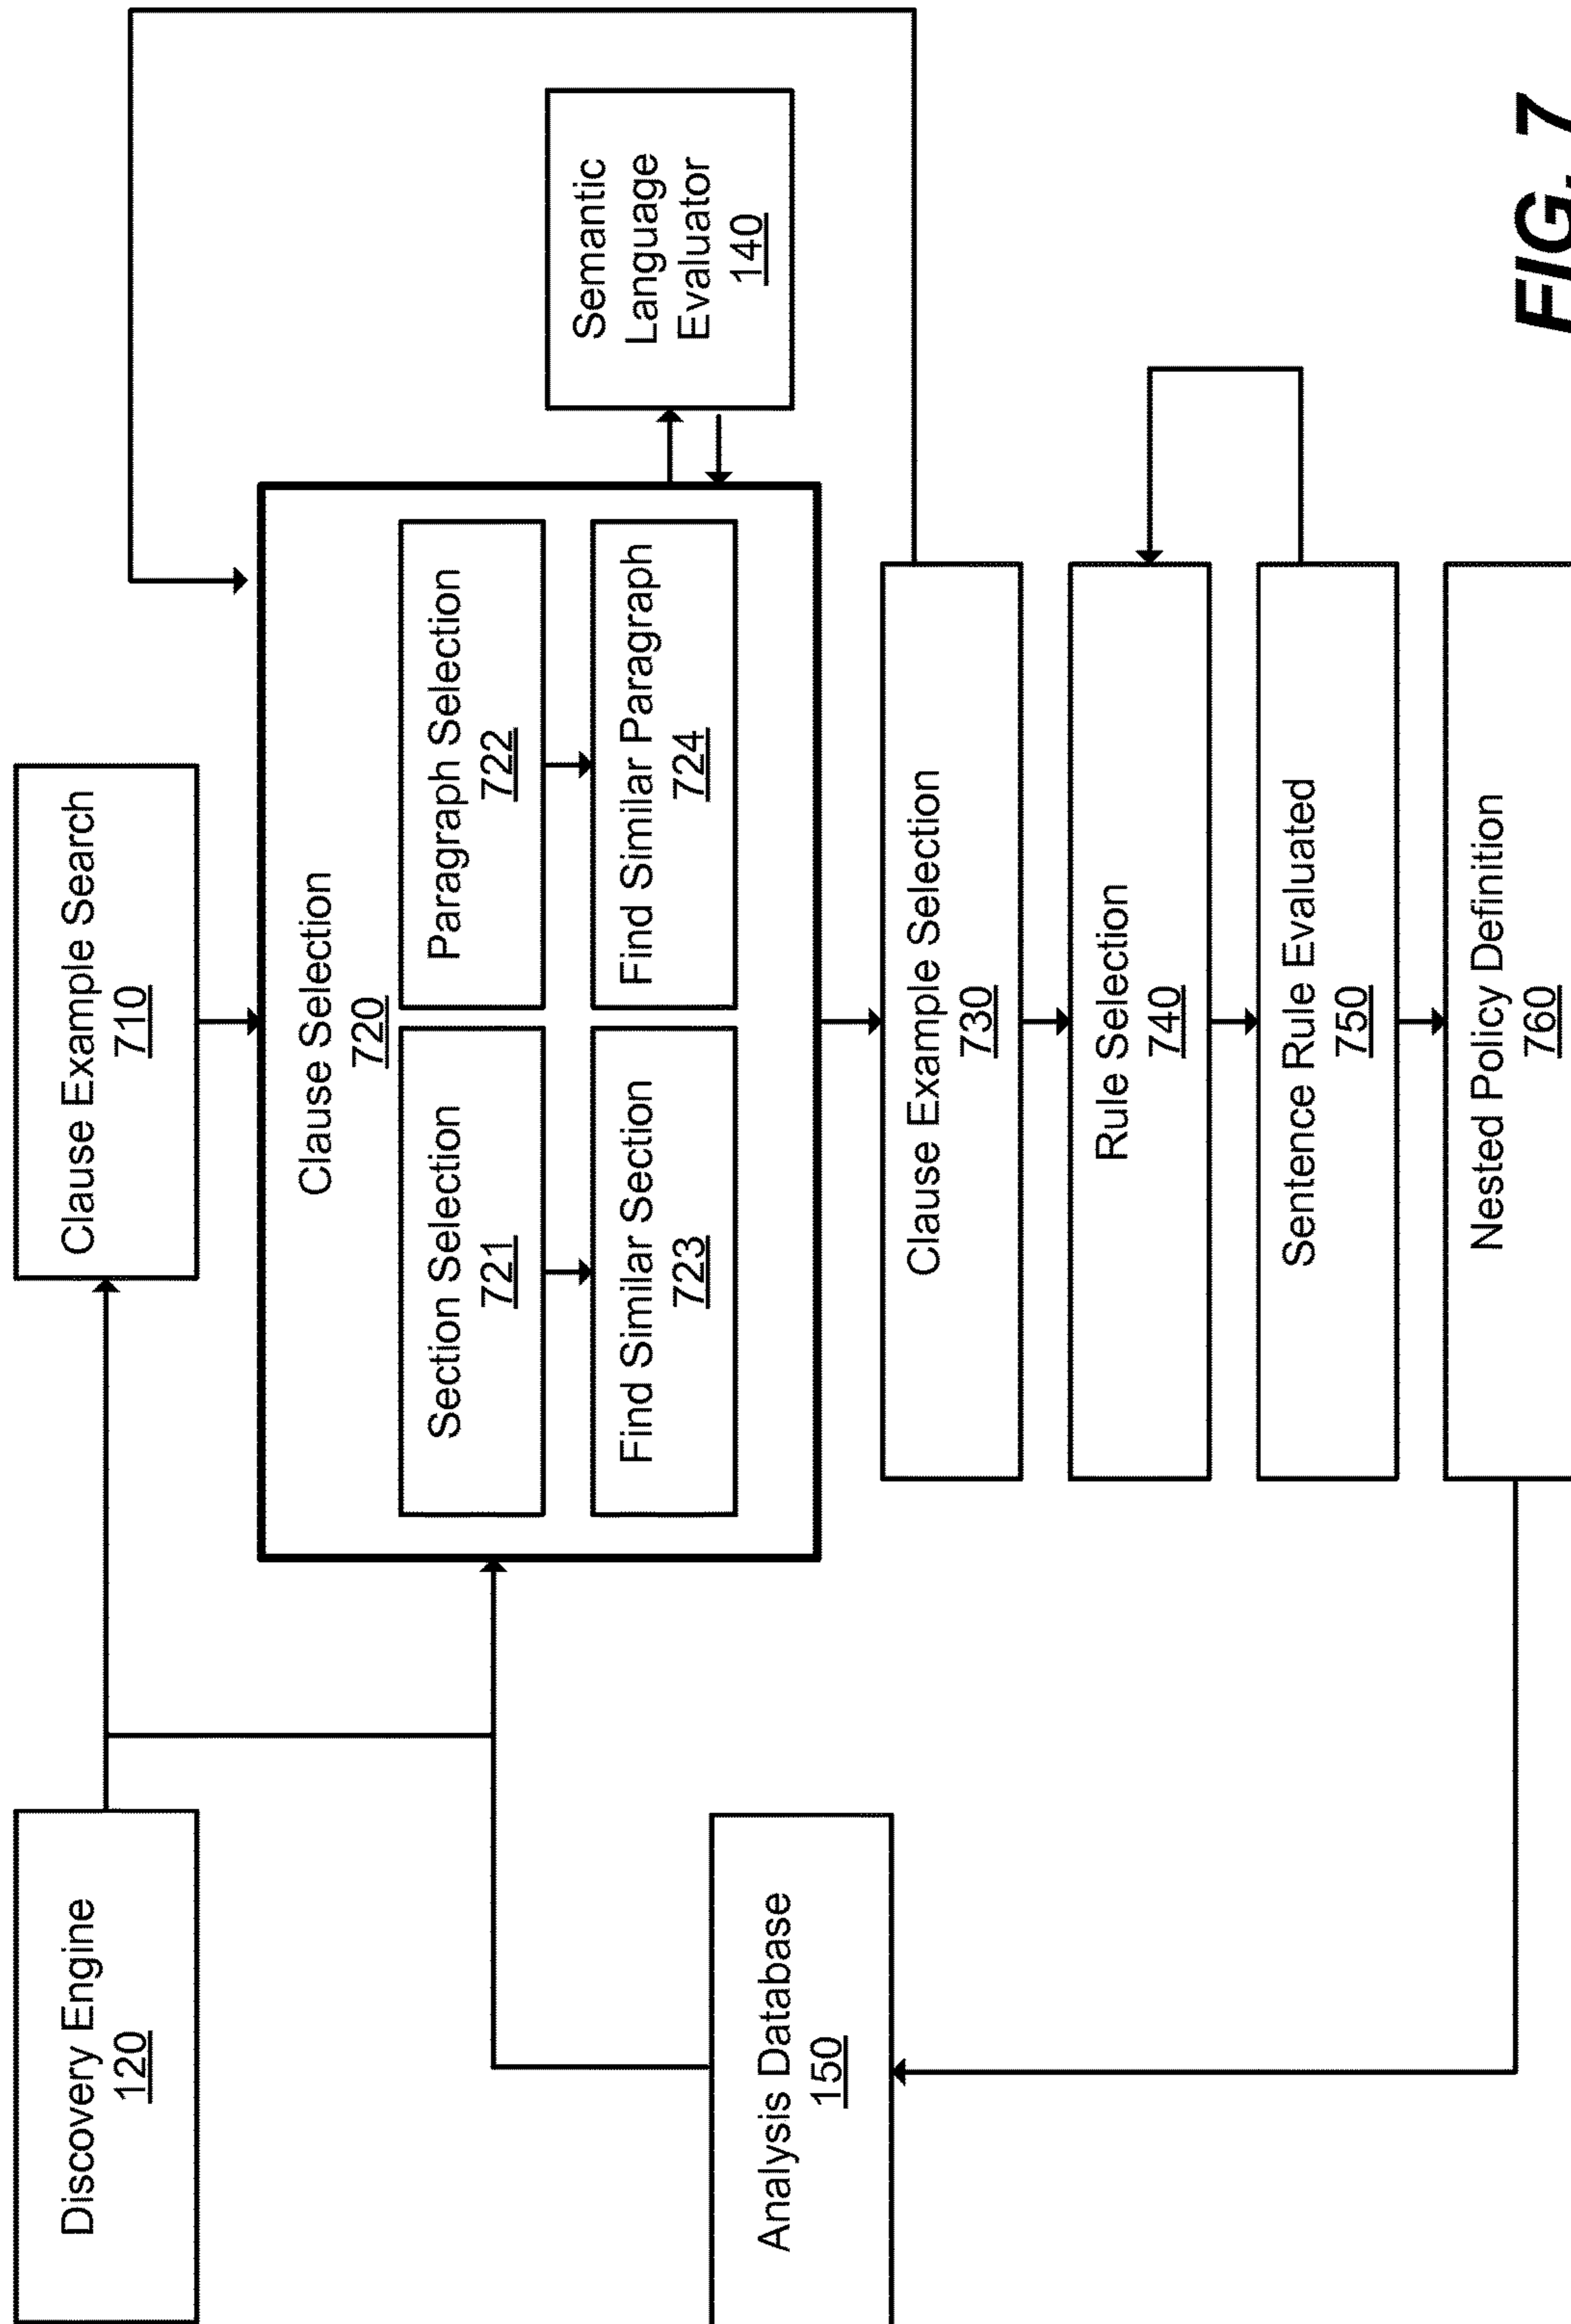 Discovery Engine
120
Clause Example Search
710
Clause Selection
720
Section Selection
721
Paragraph Selection
722
Find Similar Section
723
Find Similar Paragraph
724
Semantic
Language
Evaluator
140
Analysis Database
150
Clause Example Selection
730
Rule Selection
740
Sentence Rule Evaluated
750
Nested Policy Definition
760
FIG. 7